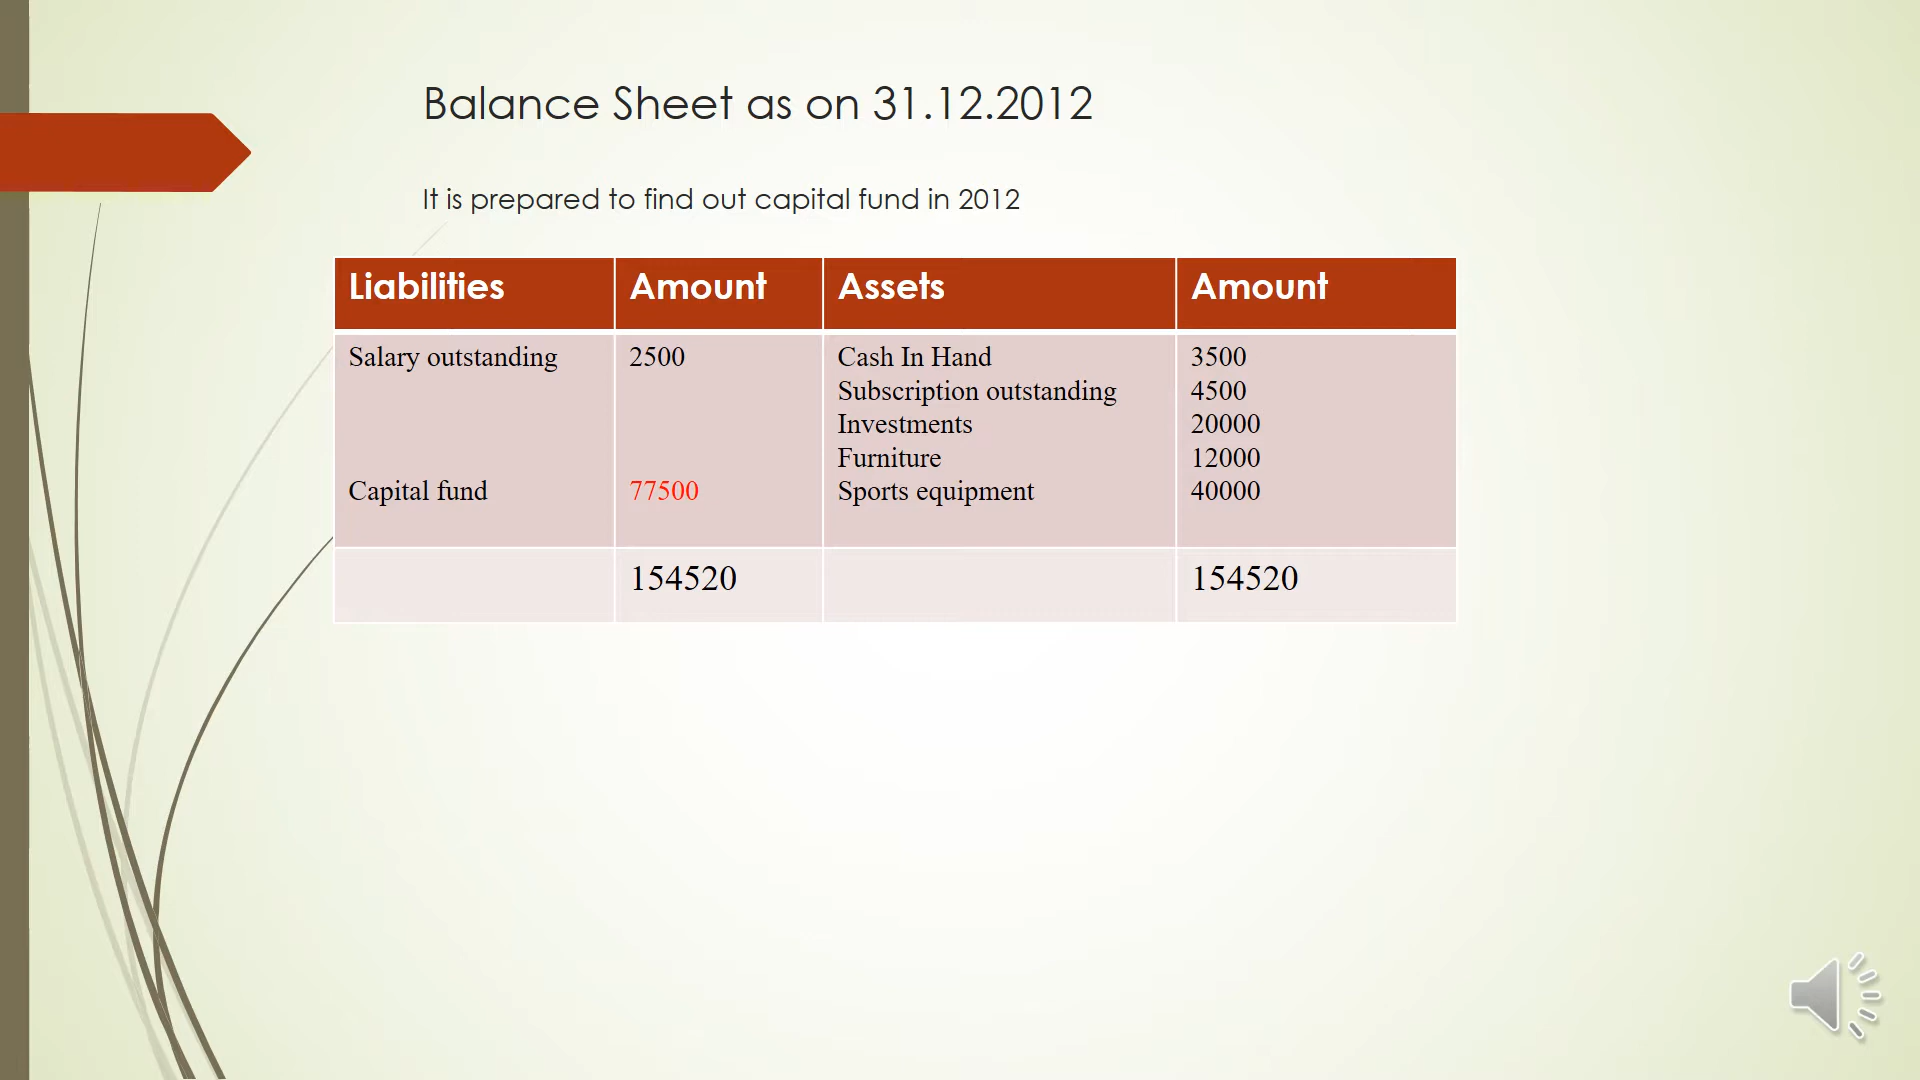 Balance Sheet as on 31.12.2012
It is prepared to find out capital fund in 2012
Liabilities Amount Assets Amount
Salary outstanding 2500 Cash In Hand 3500
Subscription outstanding 4500
Investments 20000
Furniture 12000
Capital fund 77500 Sports equipment 40000
154520 154520